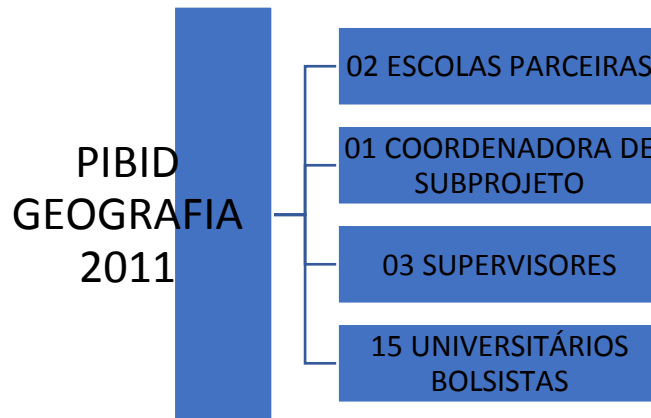 PIBID
GEOGRAFIA
2011
02 ESCOLAS PARCEIRAS
01 COORDENADORA DE
SUBPROJETO
03 SUPERVISORES
15 UNIVERSITÁRIOS
BOLSISTAS